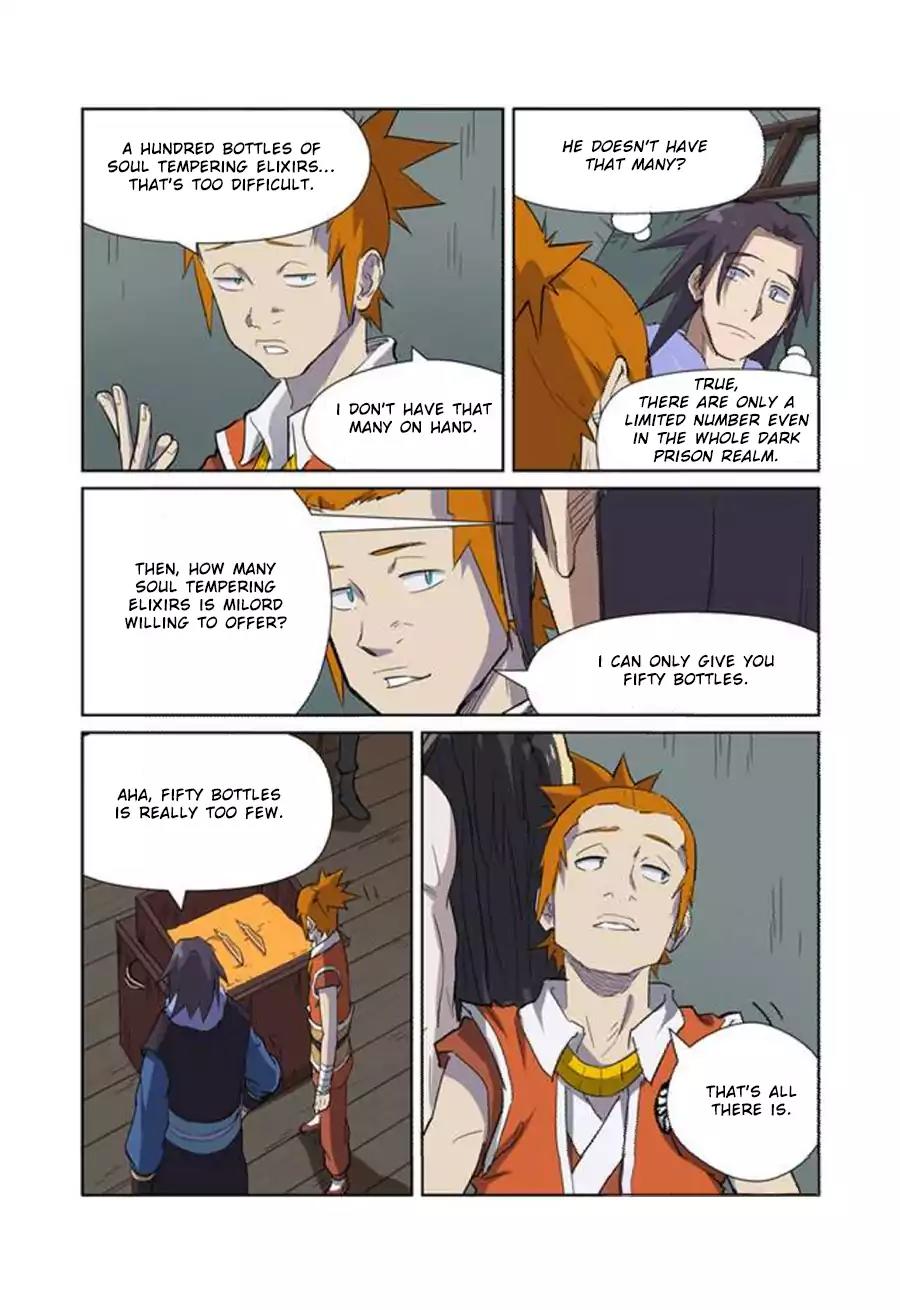 A HUNDRED BOTTLES OF
SOUL TEMPERING ELIXIRS...
THAT'S TOO DIFFICULT.
I DON'T HAVE THAT
MANY ON HAND.
HE DOESN'T HAVE
THAT MANY?
TRUE,
THERE ARE ONLY A
LIMITED NUMBER EVEN
IN THE WHOLE DARK
PRISON REALM.
THEN, HOW MANY
SOUL TEMPERING
ELIXIRS IS MILORD
WILLING TO OFFER?
I CAN ONLY GIVE YOU
FIFTY BOTTLES.
AHA, FIFTY BOTTLES
IS REALLY TOO FEW.
THAT'S ALL
THERE IS.